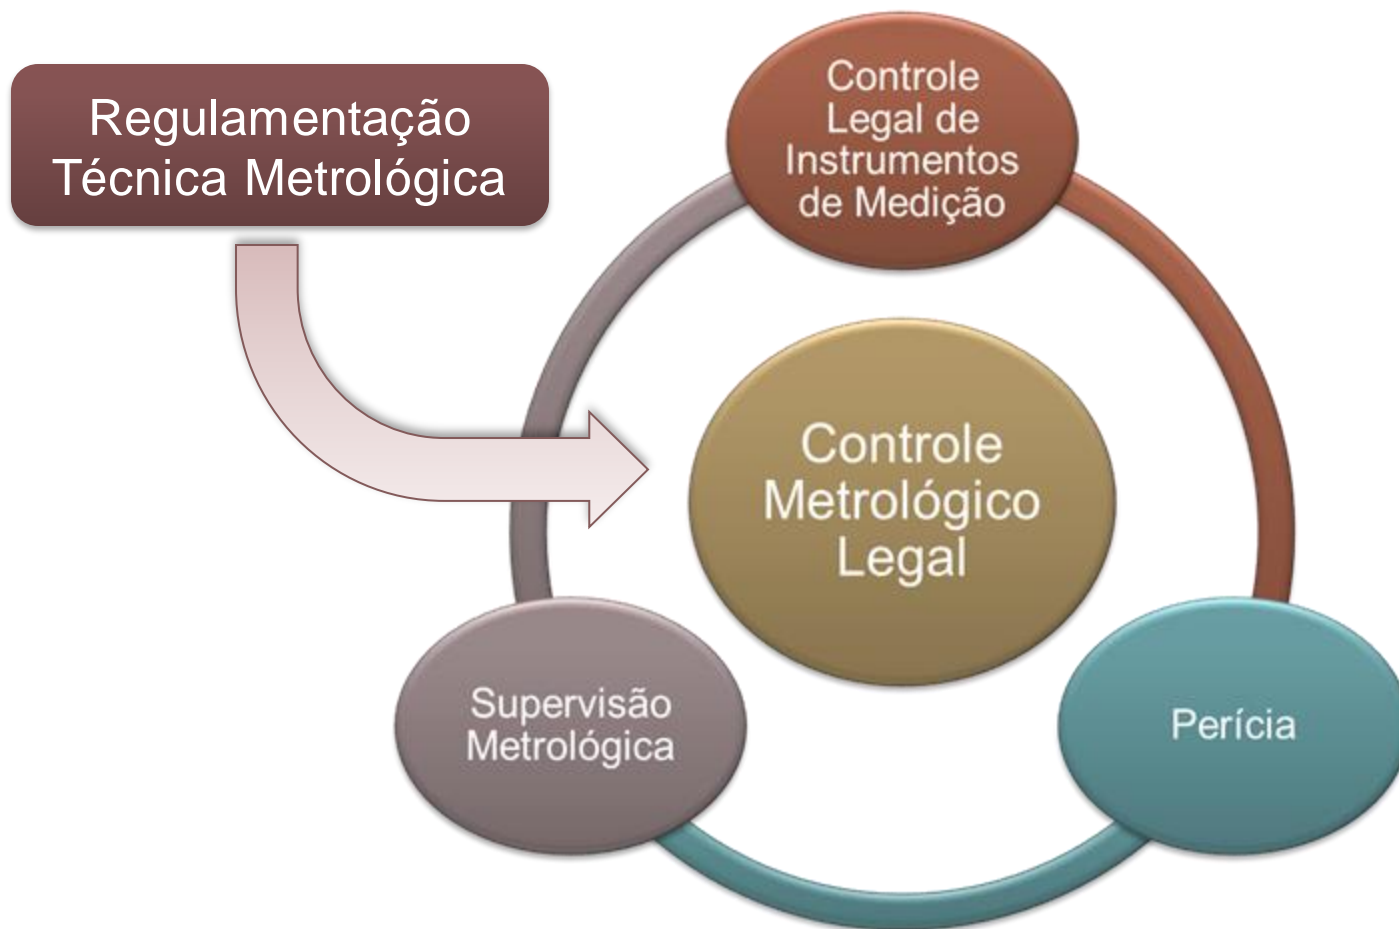 Regulamentação
Técnica Metrológica
Controle
Legal de
Instrumentos
de Medição
Controle
Metrológico
Legal
Supervisão
Metrológica
Perícia